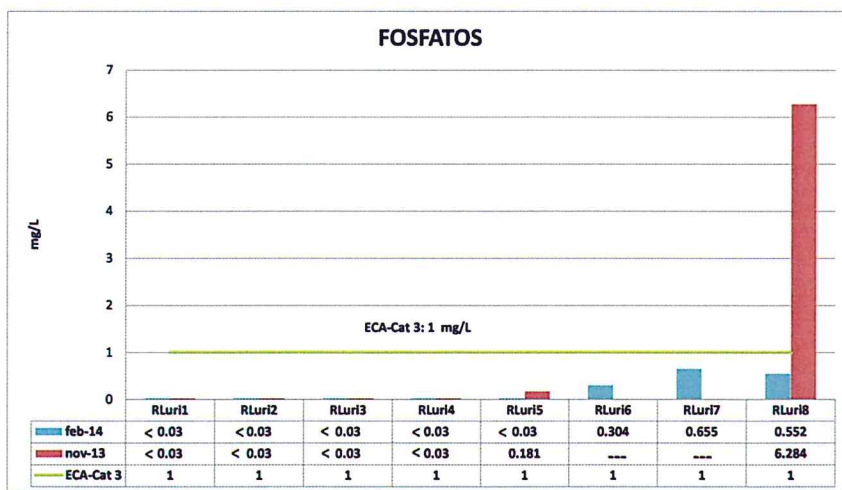 FOSFATOS
7
6
5
4
3
2
1
0
mg/L
ECA-Cat 3: 1 mg/L
RLuri1 RLuri2 RLuri3 RLuri4 RLuri5 RLuri6 RLuri7 RLuri8
feb-14 < 0.03 < 0.03 < 0.03 < 0.03 < 0.03 0.304 0.655 0.552
nov-13 < 0.03 < 0.03 < 0.03 < 0.03 0.181 --- --- 6.284
ECA-Cat 3 1 1 1 1 1 1 1 1